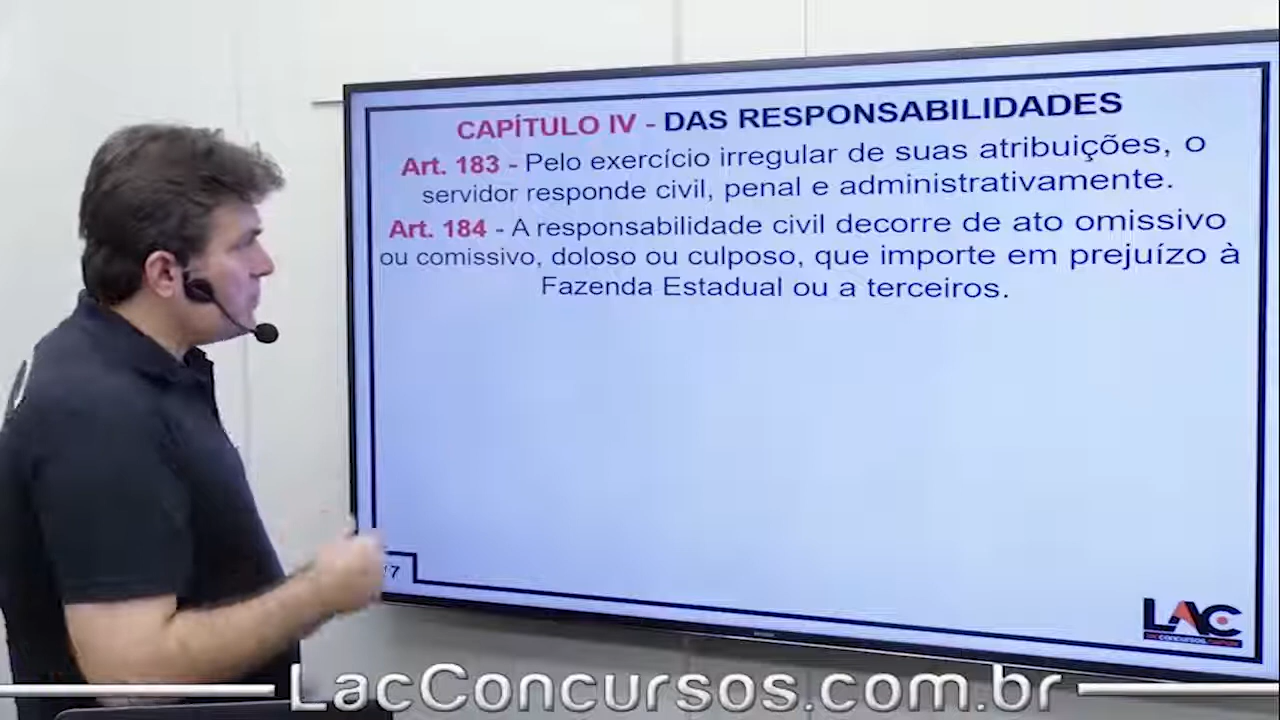 CAPÍTULO IV - DAS RESPONSABILIDADES
Art. 183 - Pelo exercício irregular de suas atribuições, o
servidor responde civil, penal e administrativamente.
Art. 184 - A responsabilidade civil decorre de ato omissivo
ou comissivo, doloso ou culposo, que importe em prejuízo à
Fazenda Estadual ou a terceiros.
LAC
LacConcursos.com.br